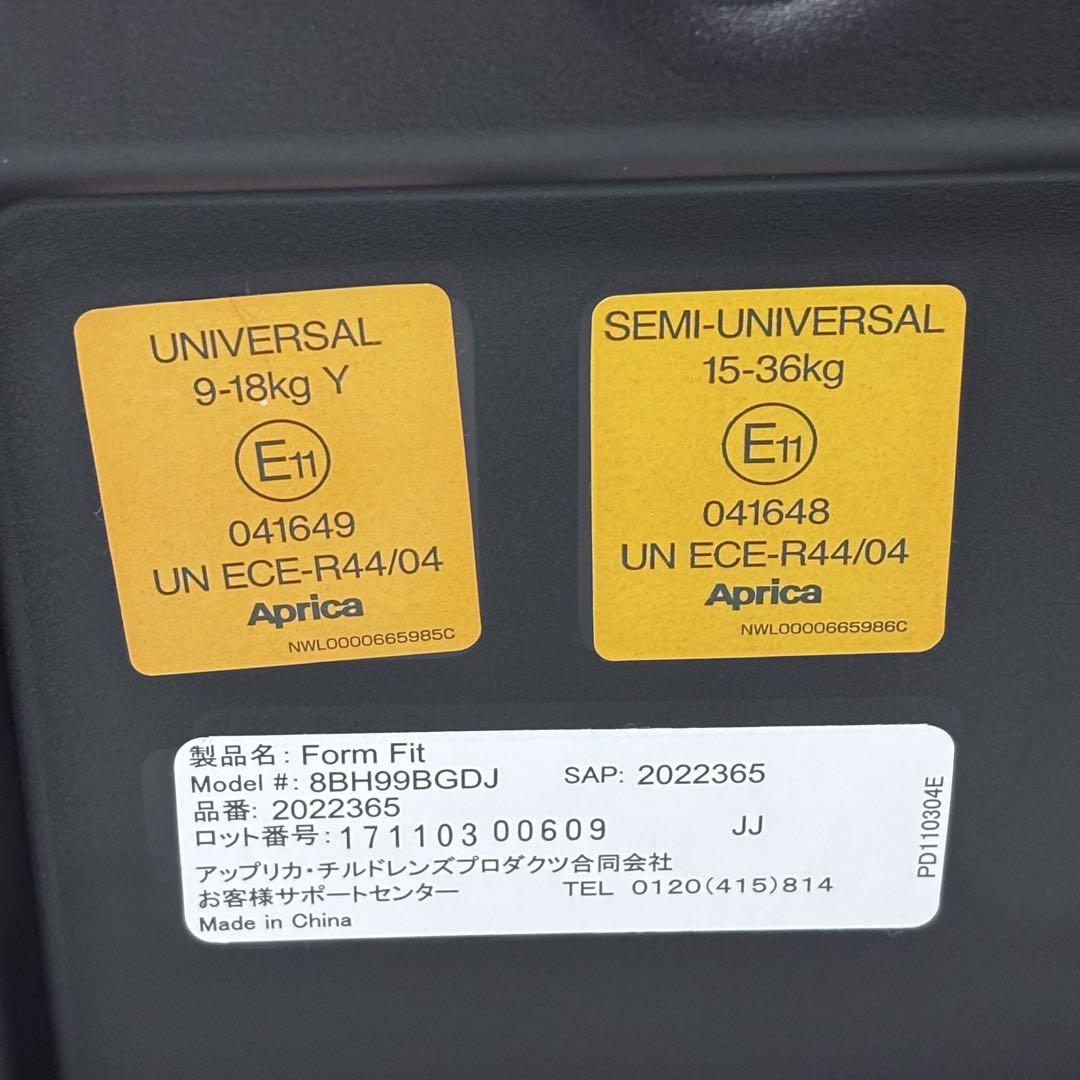 UNIVERSAL
9-18kg Y
E11
041649
UN ECE-R44/04
Aprica
NWL0000665985C
SEMI-UNIVERSAL
15-36kg
E11
041648
UN ECE-R44/04
Aprica
NWL0000665986C
製品名: Form Fit
Model #: 8BH99BGDJ SAP: 2022365
品番: 2022365
ロット番号: 171103 00609 JJ
アップリカ・チルドレンズプロダクツ合同会社
お客様サポートセンター TEL 0120(415)814
Made in China
PD110304E